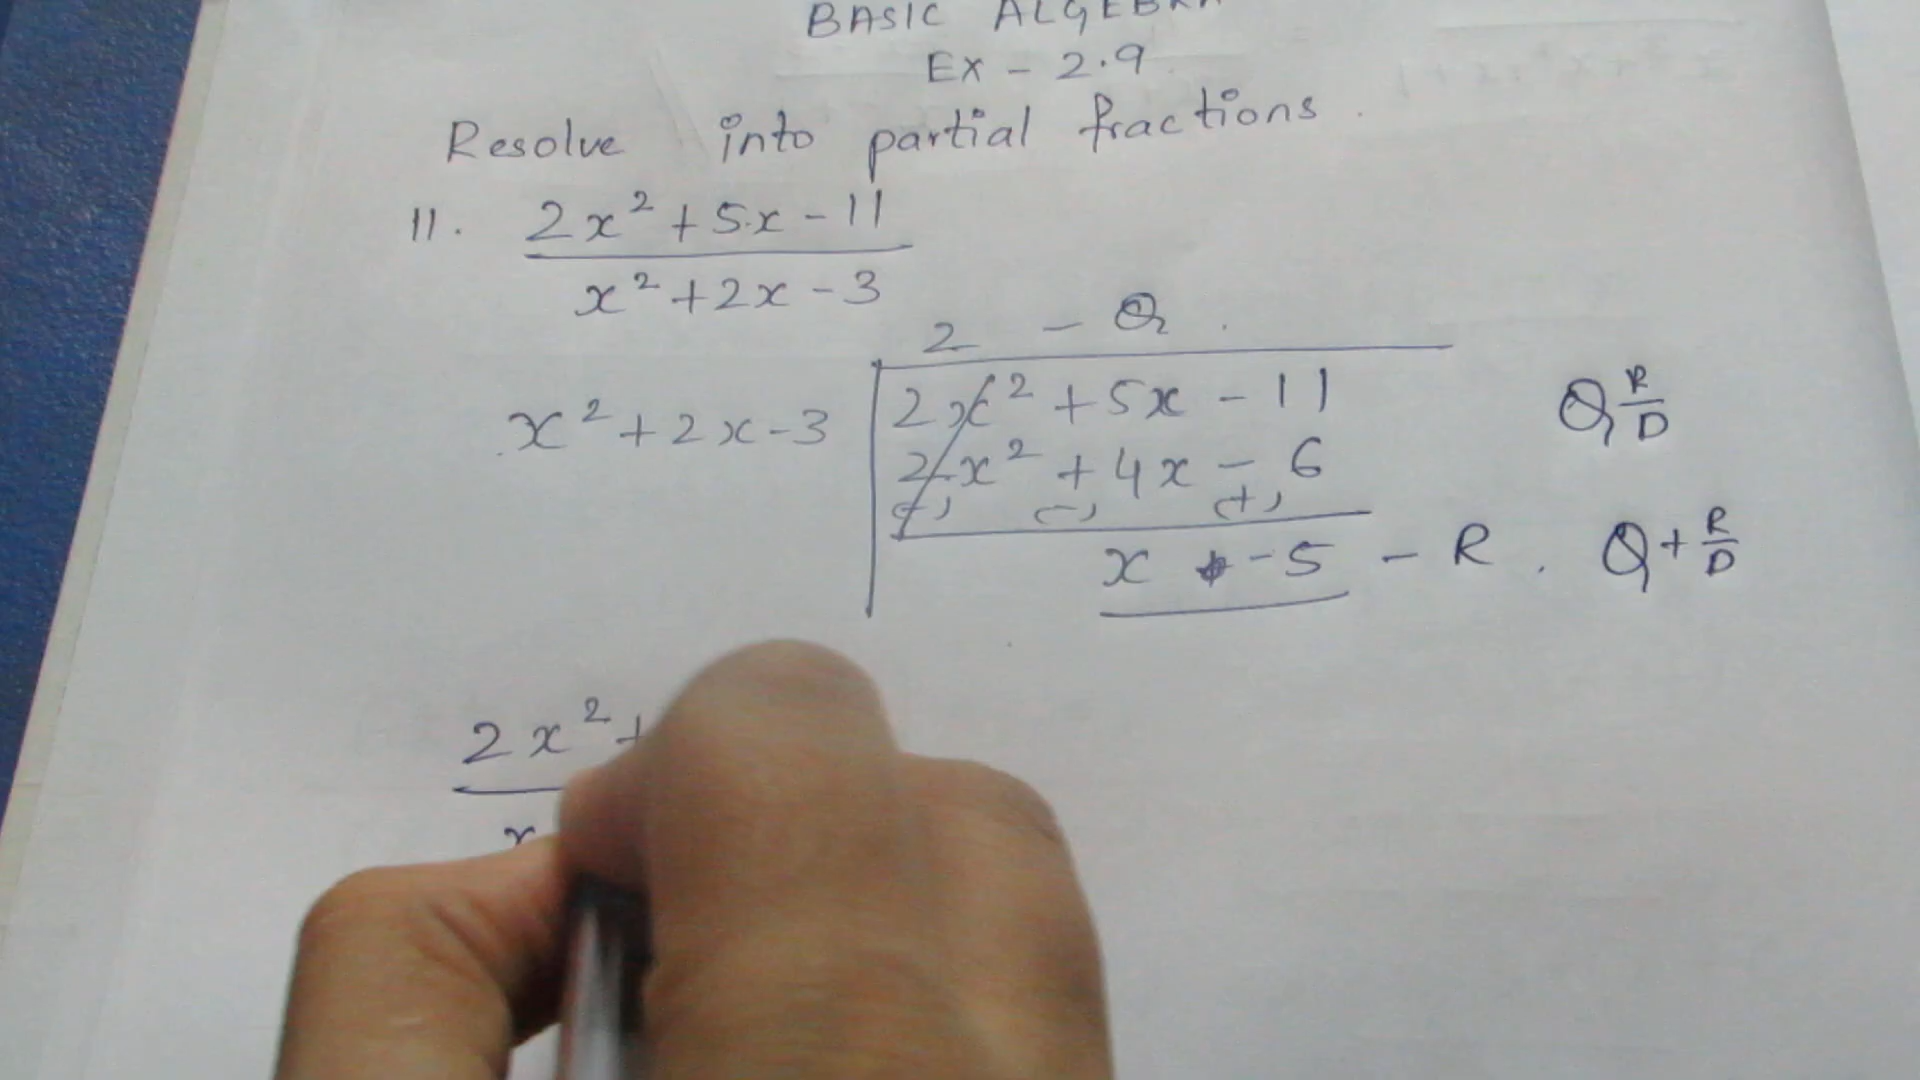 BASIC ALGEBRA
EX - 2.9
Resolve into partial fractions.
11. 2x² + 5x - 11
x² + 2x - 3
2 - Q.
x² + 2x - 3 2x² + 5x - 11
2x² + 4x - 6
(-) (-) (+)
x - 5 - R.
Q R/D
Q + R/D
2x² +
x